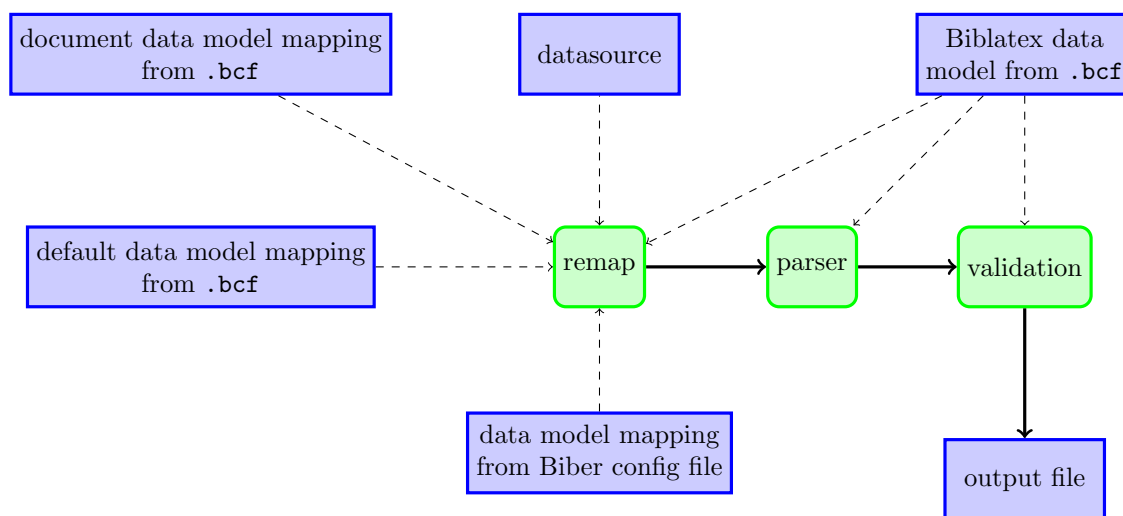 document data model mapping
from .bcf
datasource
Biblatex data
model from .bcf
default data model mapping
from .bcf
remap
parser
validation
data model mapping
from Biber config file
output file